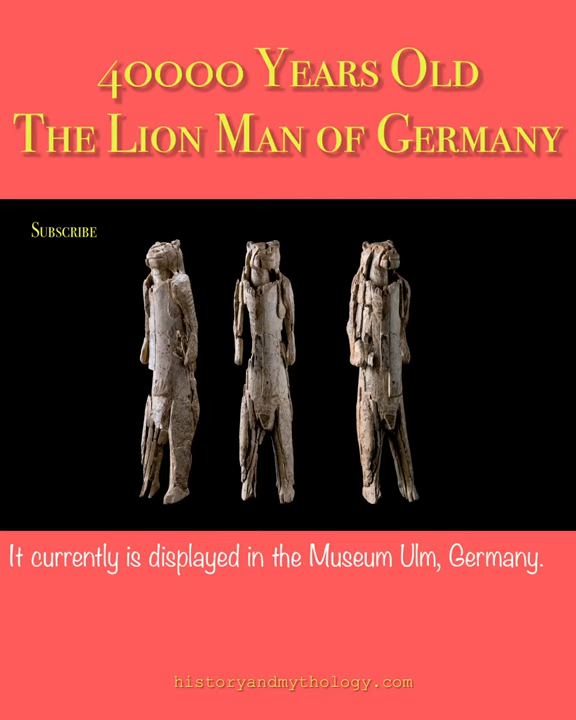 40000 Years Old
The Lion Man of Germany
Subscribe
It currently is displayed in the Museum Ulm, Germany.
historyandmythology.com